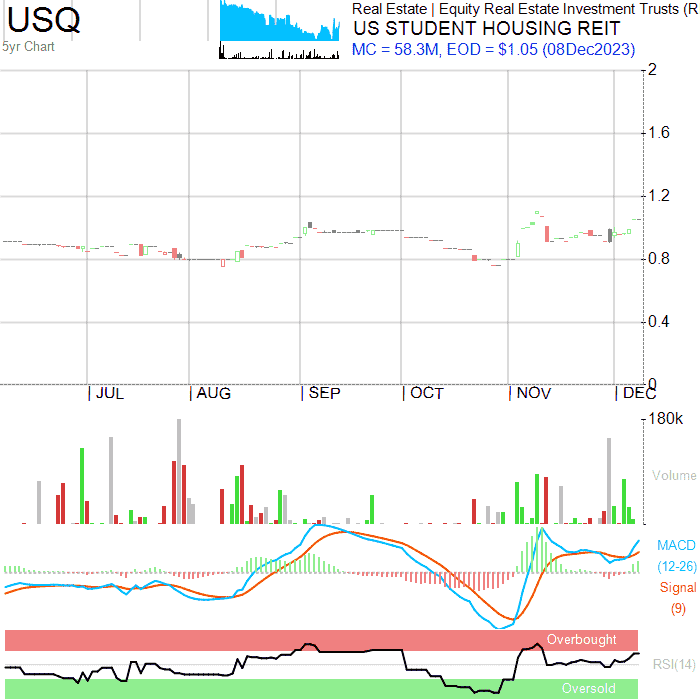 USQ
5yr Chart
Real Estate | Equity Real Estate Investment Trusts (R
US STUDENT HOUSING REIT
MC = 58.3M, EOD = $1.05 (08Dec2023)
2
1.6
1.2
0.8
0.4
0
JUL AUG SEP OCT NOV DEC
180k
Volume
MACD
(12-26)
Signal
(9)
Overbought
RSI(14)
Oversold